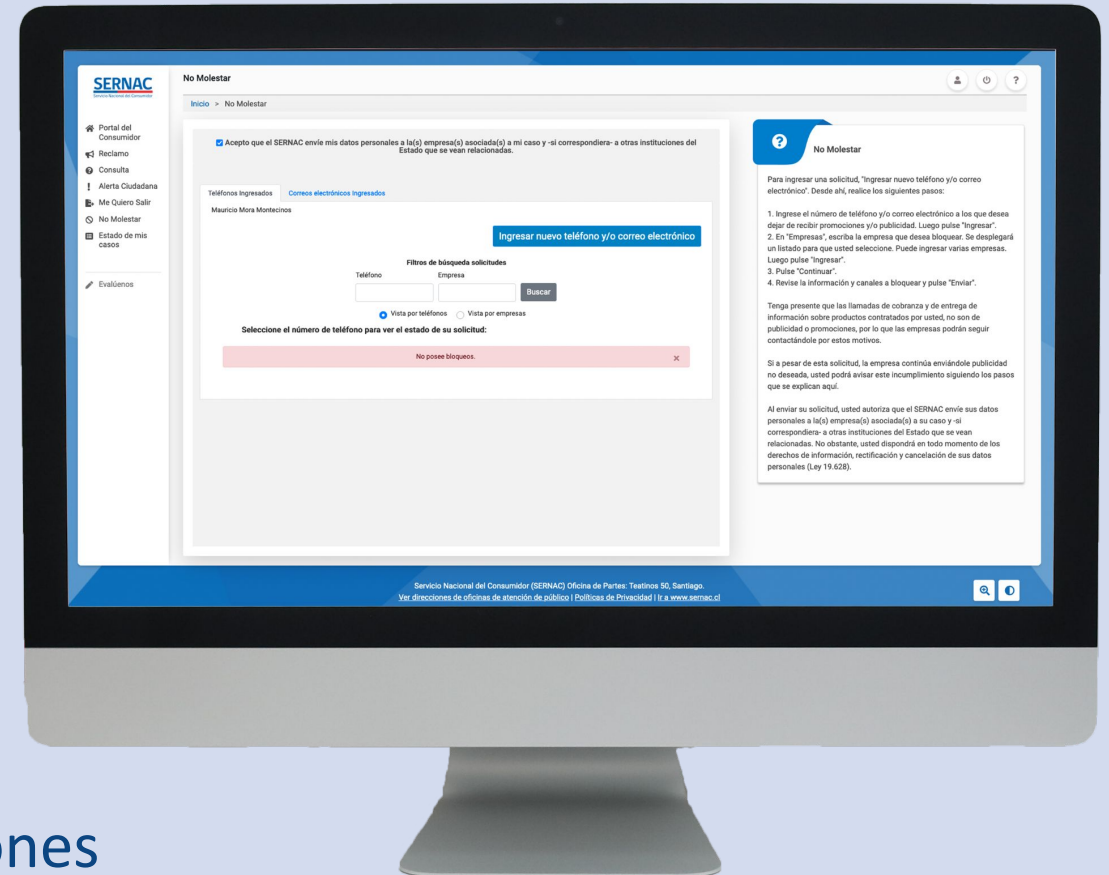 SERNAC
Servicio Nacional del Consumidor
Portal del
Consumidor
Reclamo
Consulta
Alerta Ciudadana
Me Quiero Salir
No Molestar
Estado de mis
casos
Evalúenos
No Molestar
Inicio > No Molestar
Acepto que el SERNAC envíe mis datos personales a la(s) empresa(s) asociada(s) a mi caso y -si correspondiera- a otras instituciones del
Estado que se vean relacionadas.
Teléfonos Ingresados Correos electrónicos Ingresados
Mauricio Mora Montecinos
Ingresar nuevo teléfono y/o correo electrónico
Filtros de búsqueda solicitudes
Teléfono Empresa
Buscar
Vista por teléfonos Vista por empresas
Seleccione el número de teléfono para ver el estado de su solicitud:
No posee bloqueos. ×
?
? No Molestar
Para ingresar una solicitud, "Ingresar nuevo teléfono y/o correo
electrónico". Desde ahí, realice los siguientes pasos:
1. Ingrese el número de teléfono y/o correo electrónico a los que desea
dejar de recibir promociones y/o publicidad. Luego pulse "Ingresar".
2. En "Empresas", escriba la empresa que desea bloquear. Se desplegará
un listado para que usted seleccione. Puede ingresar varias empresas.
Luego pulse "Ingresar".
3. Pulse "Continuar".
4. Revise la información y canales a bloquear y pulse "Enviar".
Tenga presente que las llamadas de cobranza y de entrega de
información sobre productos contratados por usted, no son de
publicidad o promociones, por lo que las empresas podrán seguir
contactándole por estos motivos.
Si a pesar de esta solicitud, la empresa continúa enviándole publicidad
no deseada, usted podrá avisar este incumplimiento siguiendo los pasos
que se explican aquí.
Al enviar su solicitud, usted autoriza que el SERNAC envíe sus datos
personales a la(s) empresa(s) asociada(s) a su caso y -si
correspondiera- a otras instituciones del Estado que se vean
relacionadas. No obstante, usted dispondrá en todo momento de los
derechos de información, rectificación y cancelación de sus datos
personales (Ley 19.628).
Servicio Nacional del Consumidor (SERNAC) Oficina de Partes: Teatinos 50, Santiago.
Ver direcciones de oficinas de atención de público | Políticas de Privacidad | Ir a www.sernac.cl
ones